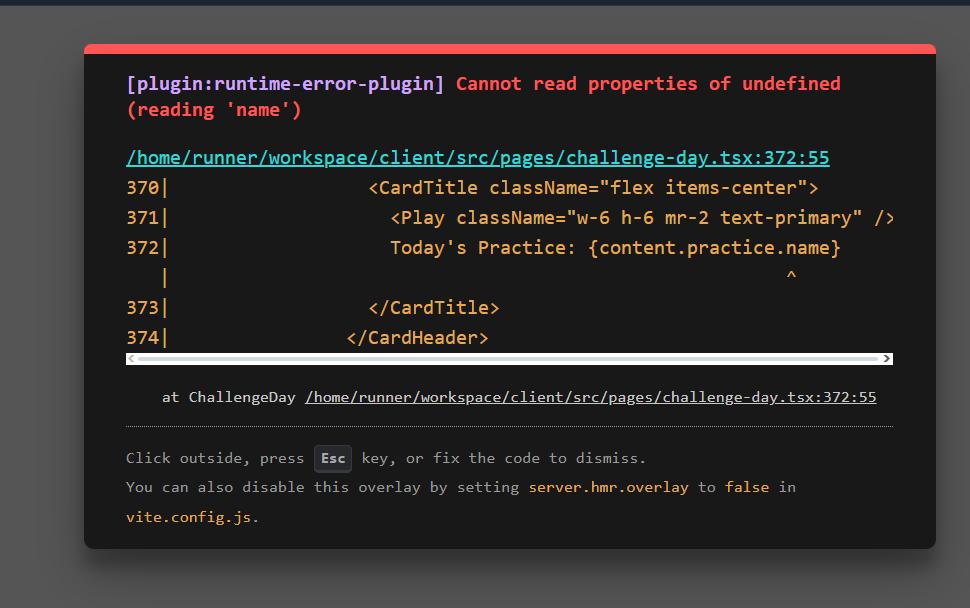 [plugin:runtime-error-plugin] Cannot read properties of undefined
(reading 'name')
/home/runner/workspace/client/src/pages/challenge-day.tsx:372:55
370|                  <CardTitle className="flex items-center">
371|                    <Play className="w-6 h-6 mr-2 text-primary" />
372|                    Today's Practice: {content.practice.name}
   |                                                        ^
373|                  </CardTitle>
374|                </CardHeader>
at ChallengeDay /home/runner/workspace/client/src/pages/challenge-day.tsx:372:55
Click outside, press Esc key, or fix the code to dismiss.
You can also disable this overlay by setting server.hmr.overlay to false in
vite.config.js.